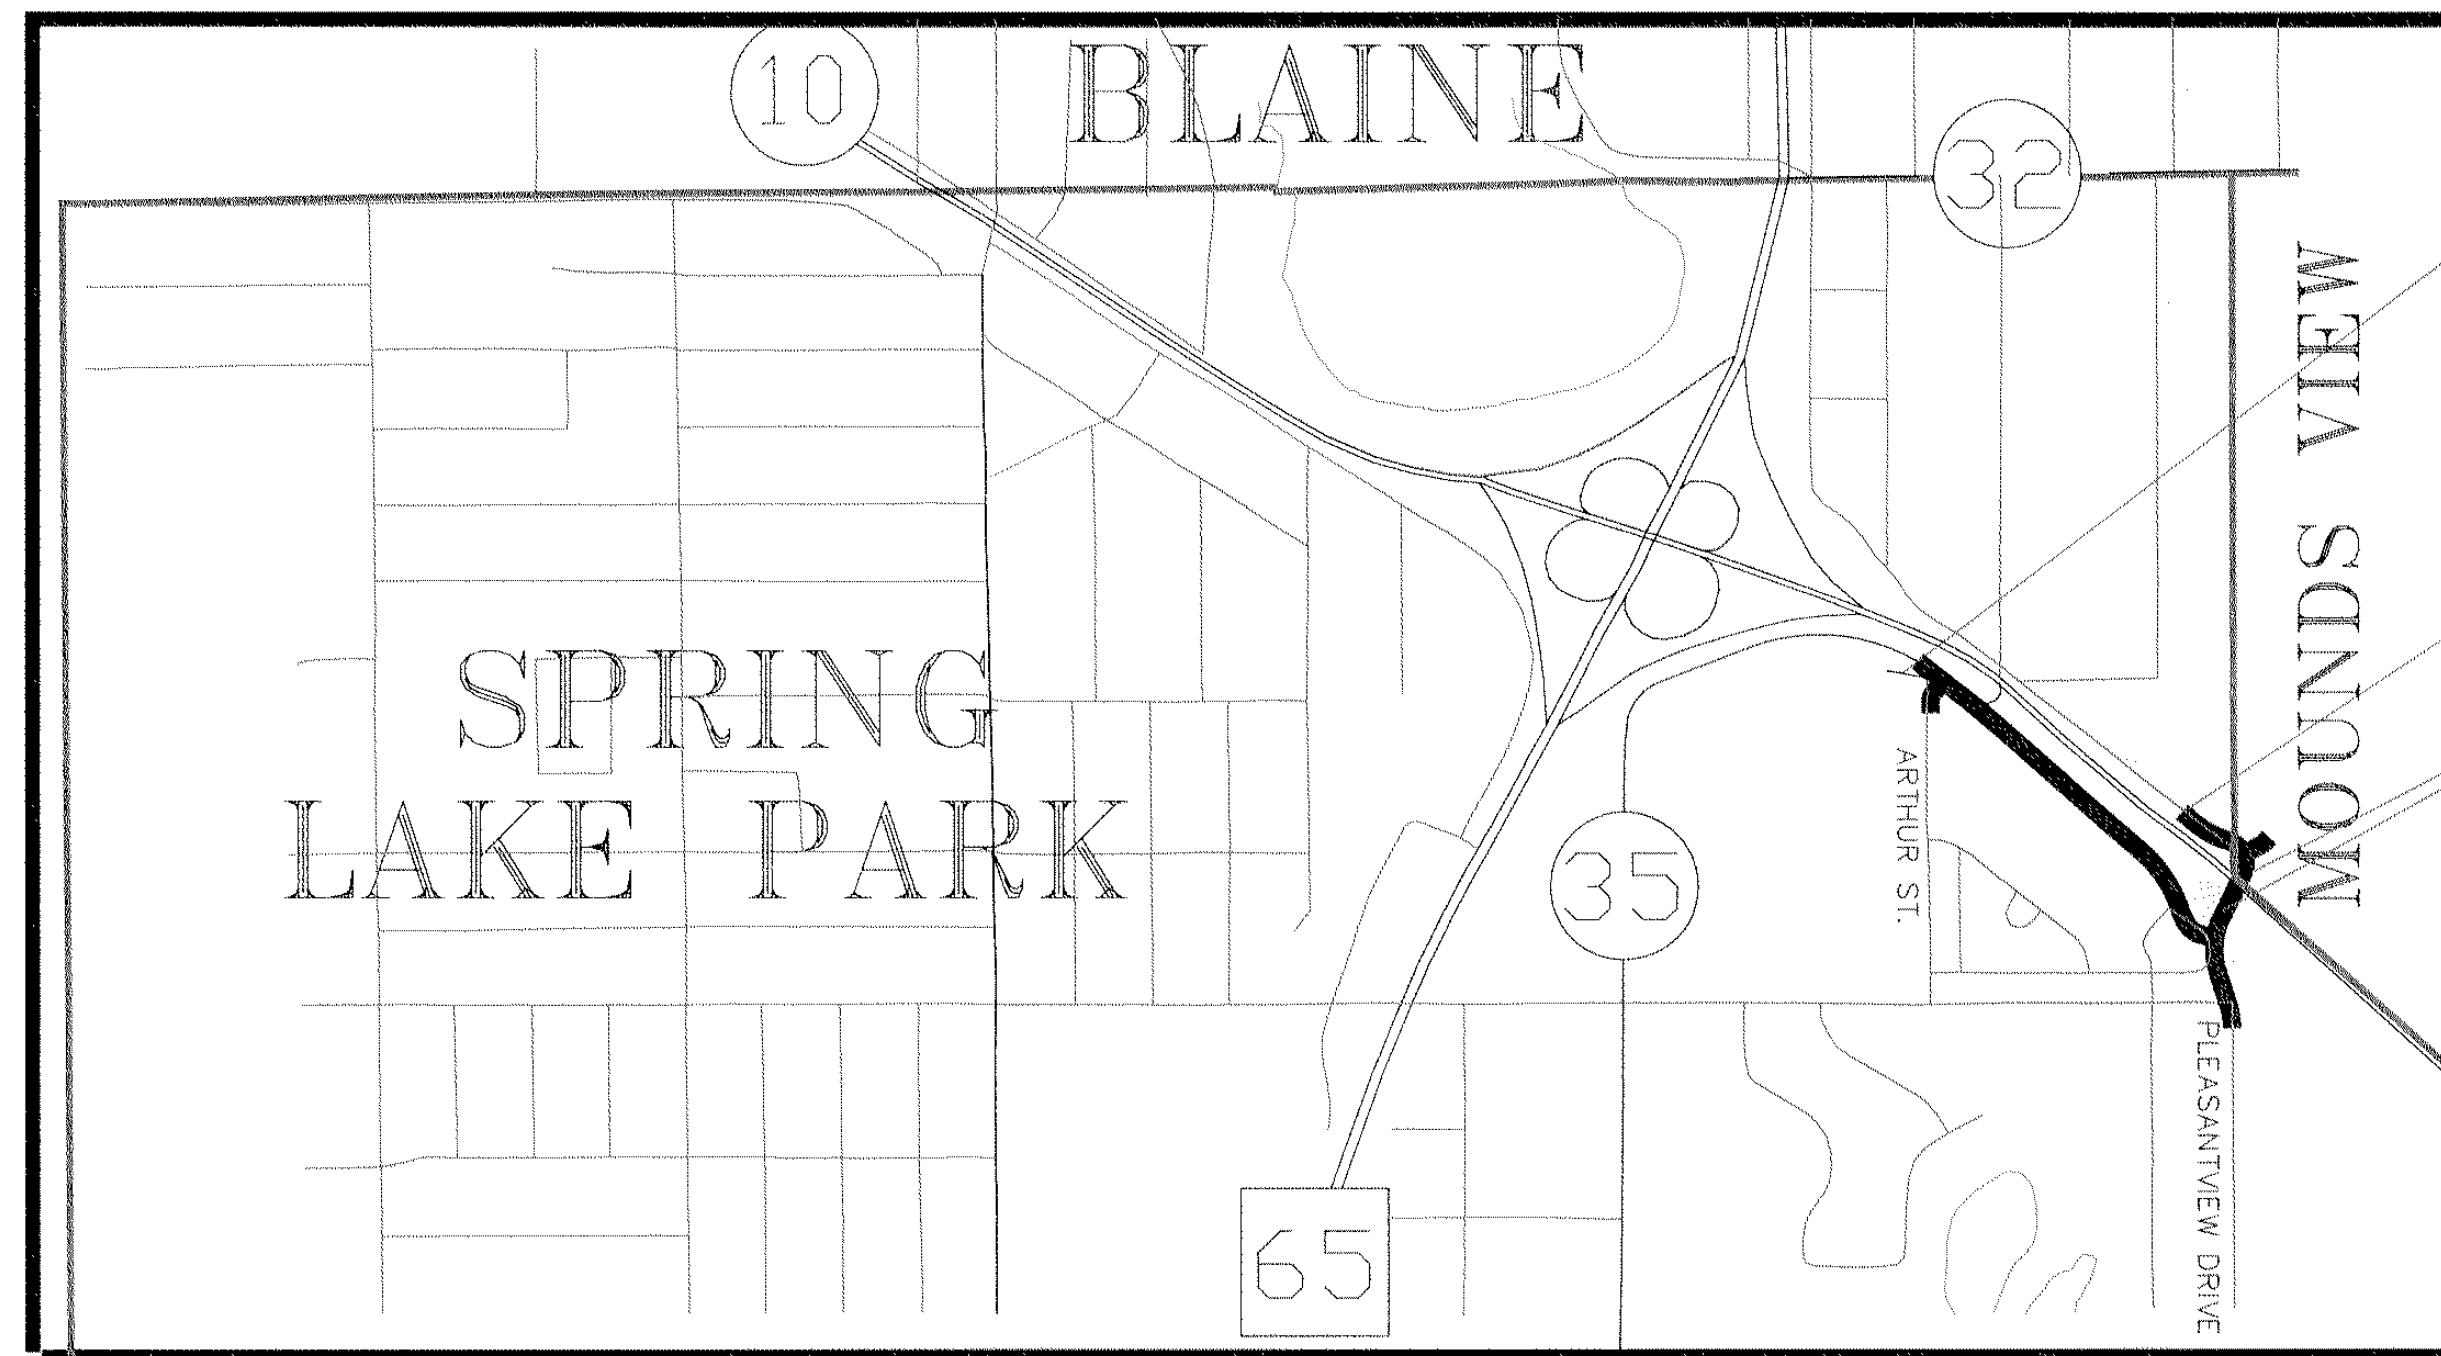 10
BLAINE
32
MOUNDS VIEW
SPRING
LAKE PARK
ARTHUR ST.
35
PLEASANTVIEW DRIVE
65